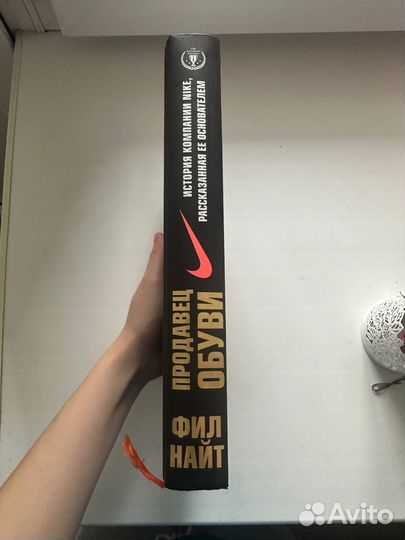 ИСТОРИЯ КОМПАНИИ NIKE,
РАССКАЗАННАЯ ЕЕ ОСНОВАТЕЛЕМ
ПРОДАВЕЦ
ОБУВИ
ФИЛ
НАЙТ
Avito